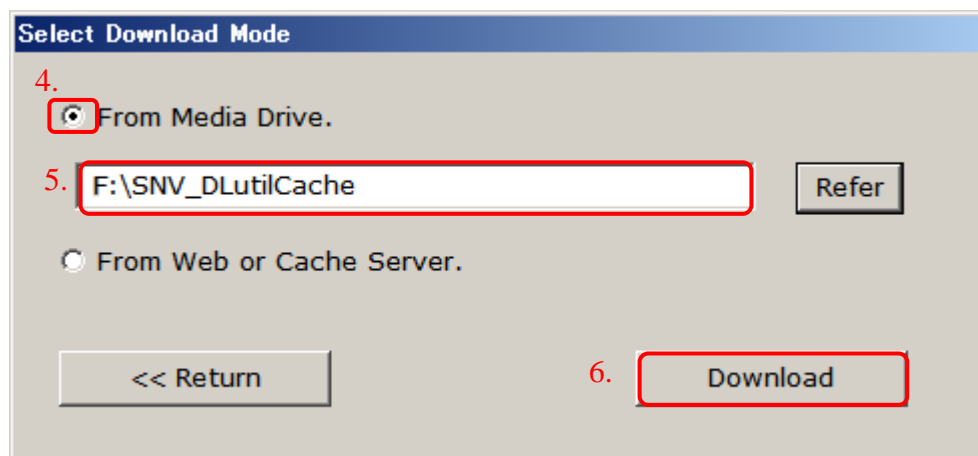 Select Download Mode
4.
From Media Drive.
5. F:\SNV_DLutilCache Refer
From Web or Cache Server.
<< Return 6. Download